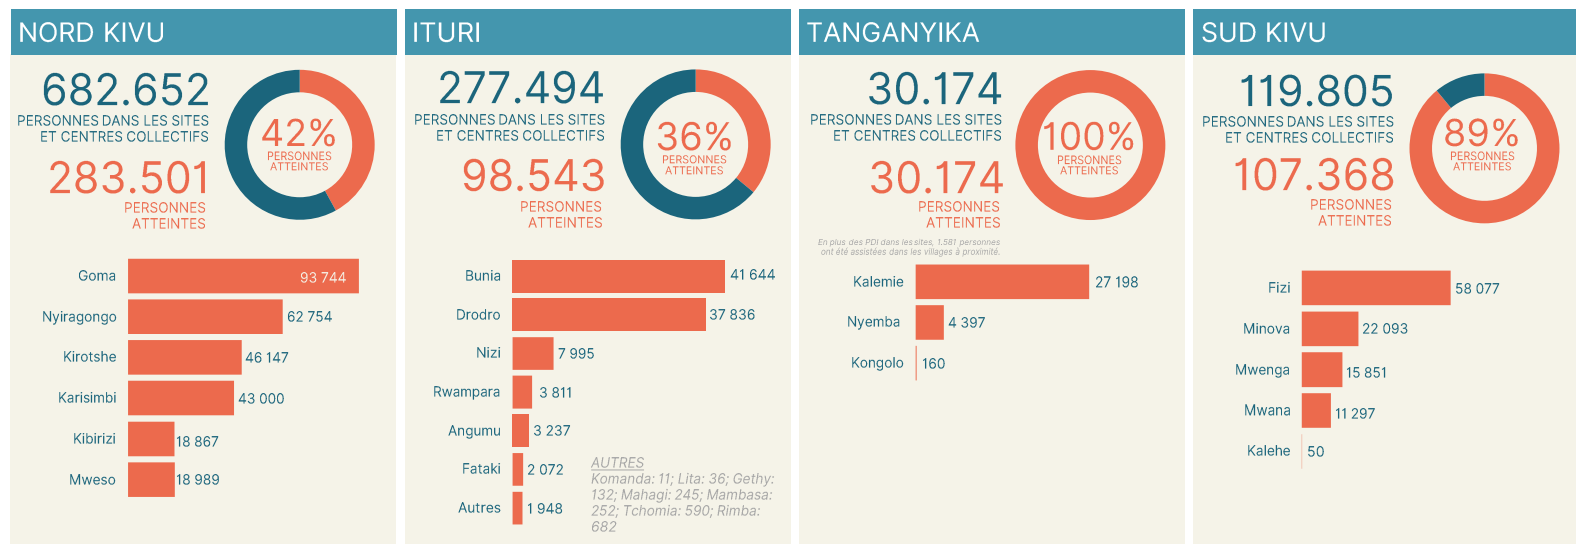 NORD KIVU
682.652
PERSONNES DANS LES SITES
ET CENTRES COLLECTIFS
283.501
PERSONNES
ATTEINTES
42%
PERSONNES
ATTEINTES
Goma 93 744
Nyiragongo 62 754
Kirotshe 46 147
Karisimbi 43 000
Kibirizi 18 867
Mweso 18 989
ITURI
277.494
PERSONNES DANS LES SITES
ET CENTRES COLLECTIFS
98.543
PERSONNES
ATTEINTES
36%
PERSONNES
ATTEINTES
Bunia 41 644
Drodro 37 836
Nizi 7 995
Rwampara 3 811
Angumu 3 237
Fataki 2 072
Autres 1 948
AUTRES
Komanda: 11; Lita: 36; Gethy:
132; Mahagi: 245; Mambasa:
252; Tchomia: 590; Rimba:
682
TANGANYIKA
30.174
PERSONNES DANS LES SITES
ET CENTRES COLLECTIFS
30.174
PERSONNES
ATTEINTES
100%
PERSONNES
ATTEINTES
En plus des PDI dans les sites, 1.581 personnes
ont été assistées dans les villages à proximité.
Kalemie 27 198
Nyemba 4 397
Kongolo 160
SUD KIVU
119.805
PERSONNES DANS LES SITES
ET CENTRES COLLECTIFS
107.368
PERSONNES
ATTEINTES
89%
PERSONNES
ATTEINTES
Fizi 58 077
Minova 22 093
Mwenga 15 851
Mwana 11 297
Kalehe 50